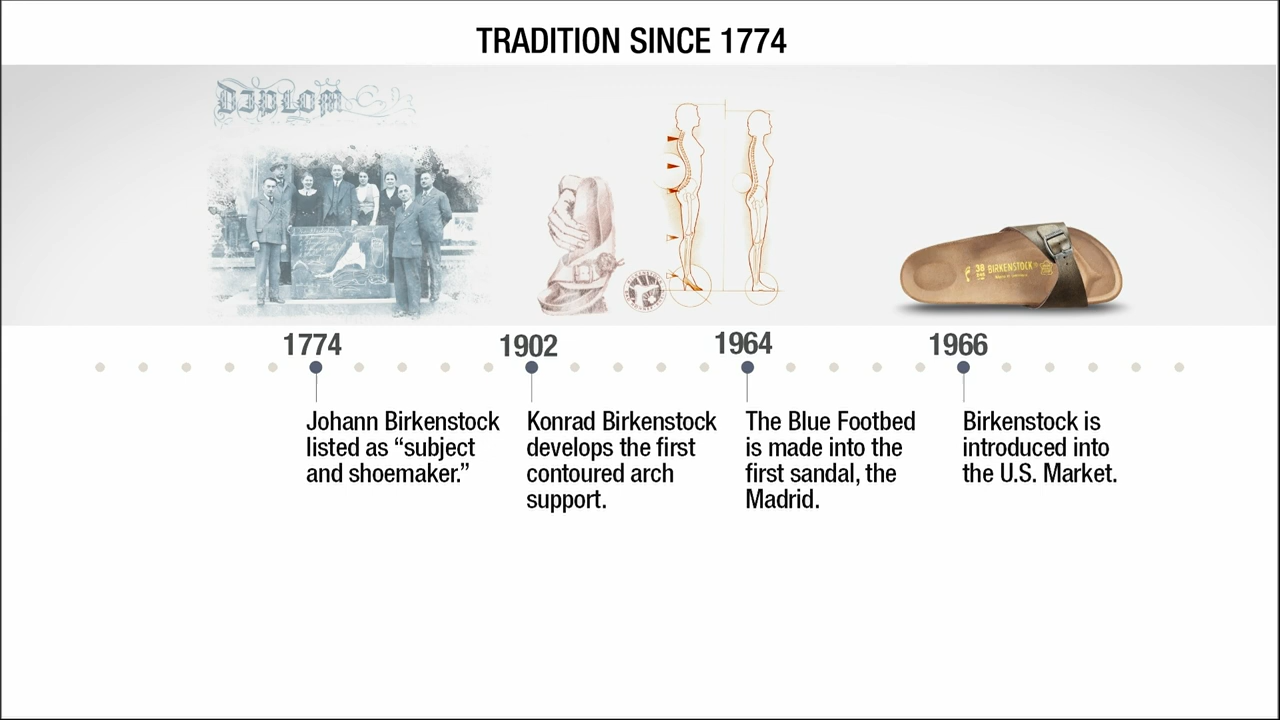 TRADITION SINCE 1774
Diplom
38
BIRKENSTOCK
1774
1902
1964
1966
Johann Birkenstock
listed as “subject
and shoemaker.”
Konrad Birkenstock
develops the first
contoured arch
support.
The Blue Footbed
is made into the
first sandal, the
Madrid.
Birkenstock is
introduced into
the U.S. Market.